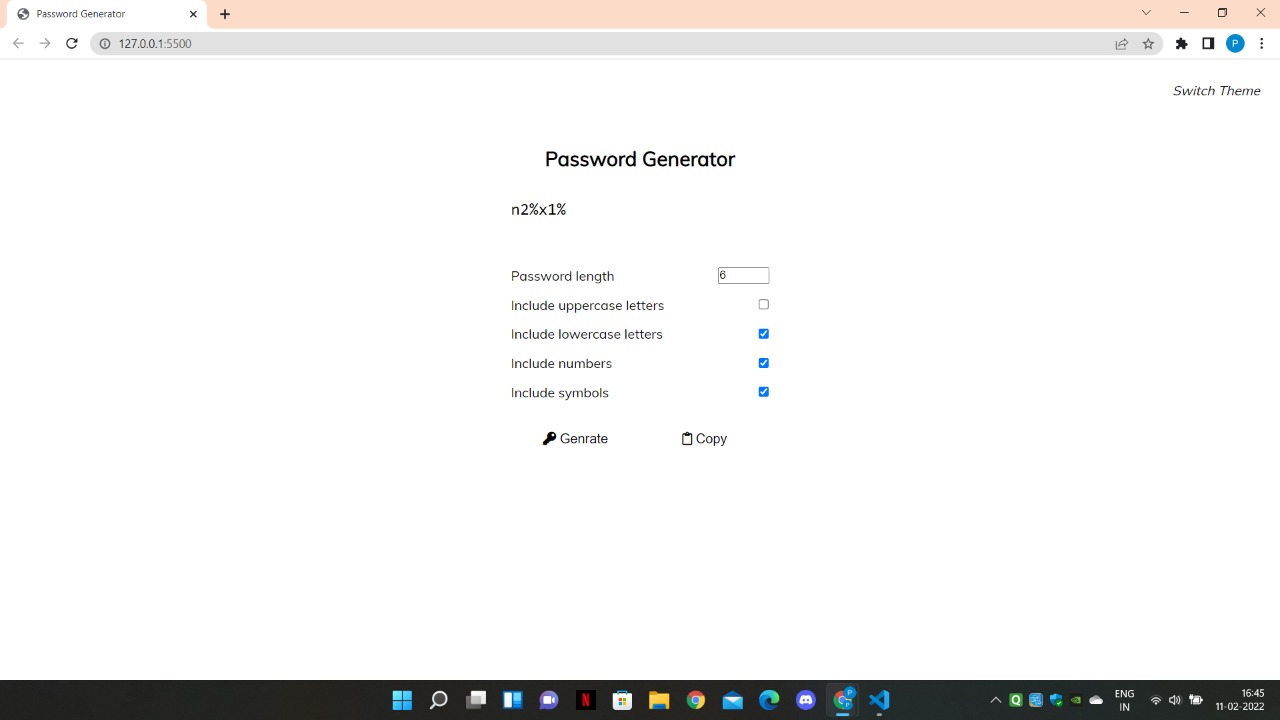 Password Generator
127.0.0.1:5500
P
Switch Theme
Password Generator
n2%x1%
Password length 6
Include uppercase letters
Include lowercase letters
Include numbers
Include symbols
Genrate Copy
ENG 16:45
IN 11-02-2022